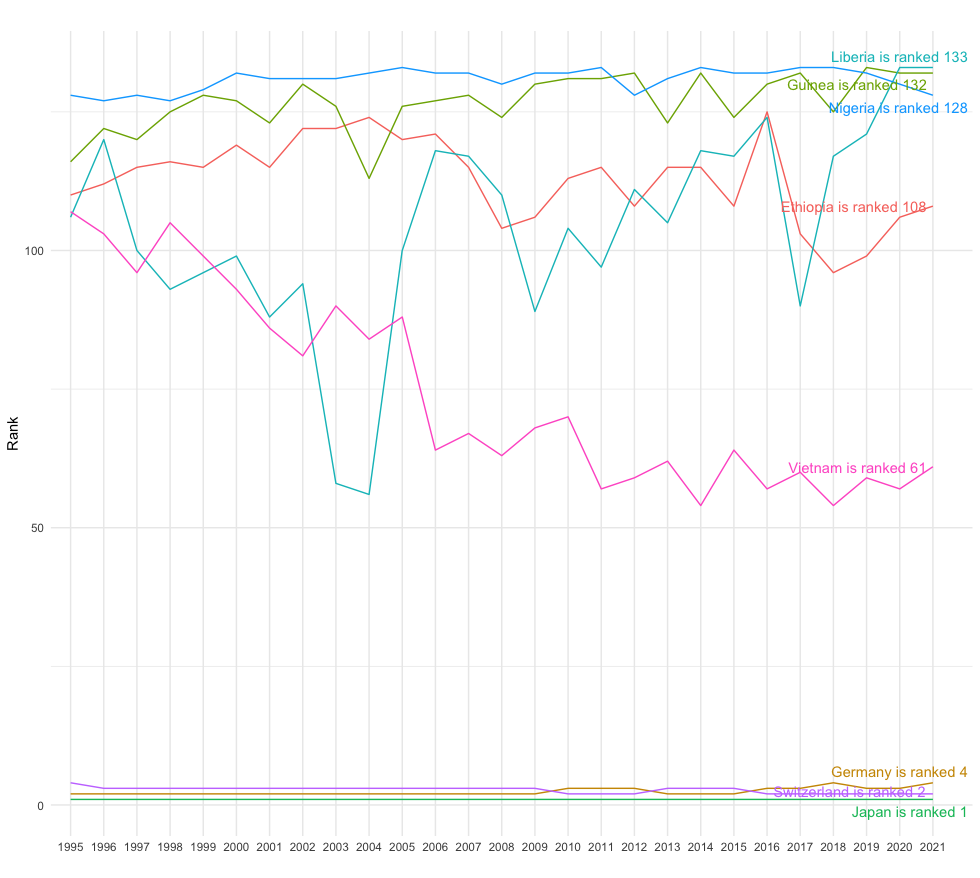 Liberia is ranked 133
Guinea is ranked 132
Nigeria is ranked 128
Ethiopia is ranked 108
100
Rank
Vietnam is ranked 61
50
Germany is ranked 4
Switzerland is ranked 2
0
Japan is ranked 1
1995 1996 1997 1998 1999 2000 2001 2002 2003 2004 2005 2006 2007 2008 2009 2010 2011 2012 2013 2014 2015 2016 2017 2018 2019 2020 2021